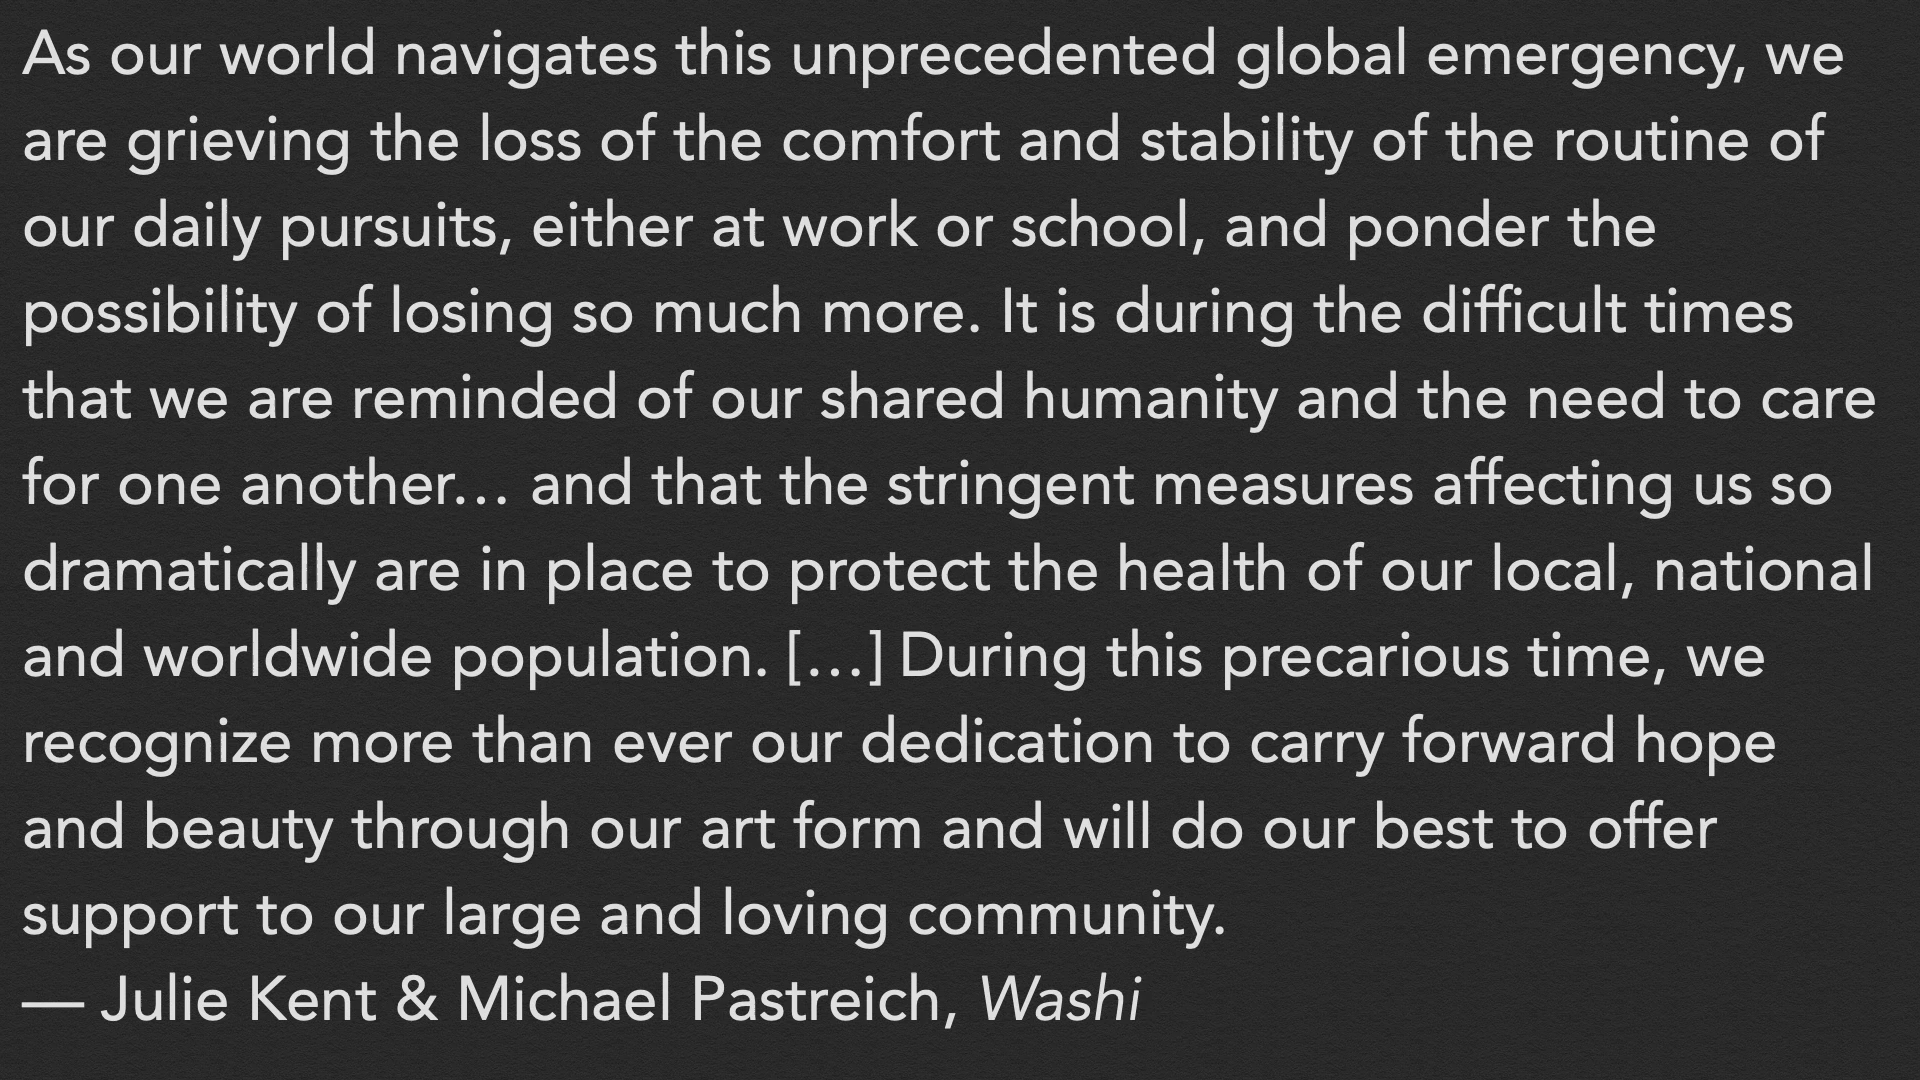 As our world navigates this unprecedented global emergency, we
are grieving the loss of the comfort and stability of the routine of
our daily pursuits, either at work or school, and ponder the
possibility of losing so much more. It is during the difficult times
that we are reminded of our shared humanity and the need to care
for one another… and that the stringent measures affecting us so
dramatically are in place to protect the health of our local, national
and worldwide population. […] During this precarious time, we
recognize more than ever our dedication to carry forward hope
and beauty through our art form and will do our best to offer
support to our large and loving community.
— Julie Kent & Michael Pastreich, Washi